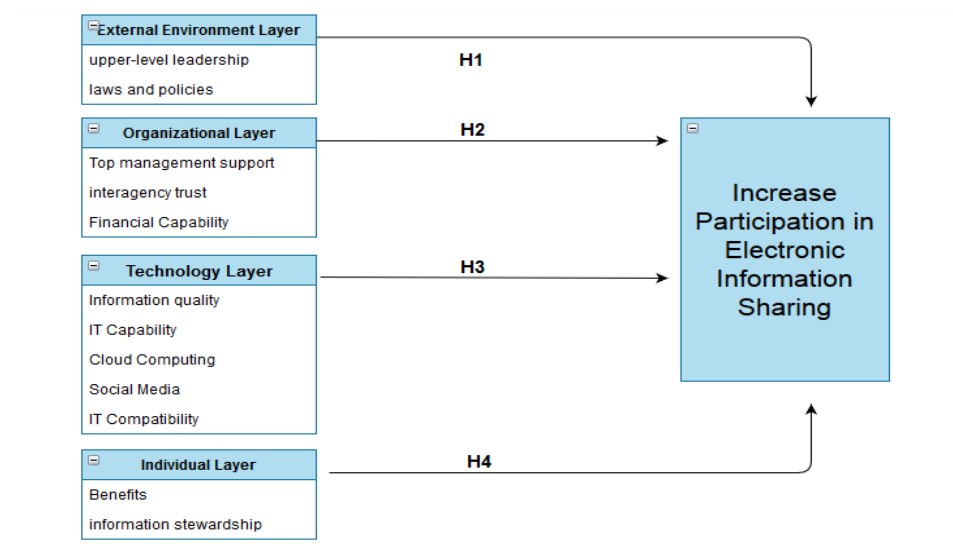 External Environment Layer
upper-level leadership
laws and policies
H1
Organizational Layer
Top management support
interagency trust
Financial Capability
H2
Technology Layer
Information quality
IT Capability
Cloud Computing
Social Media
IT Compatibility
H3
Individual Layer
Benefits
information stewardship
H4
Increase
Participation in
Electronic
Information
Sharing